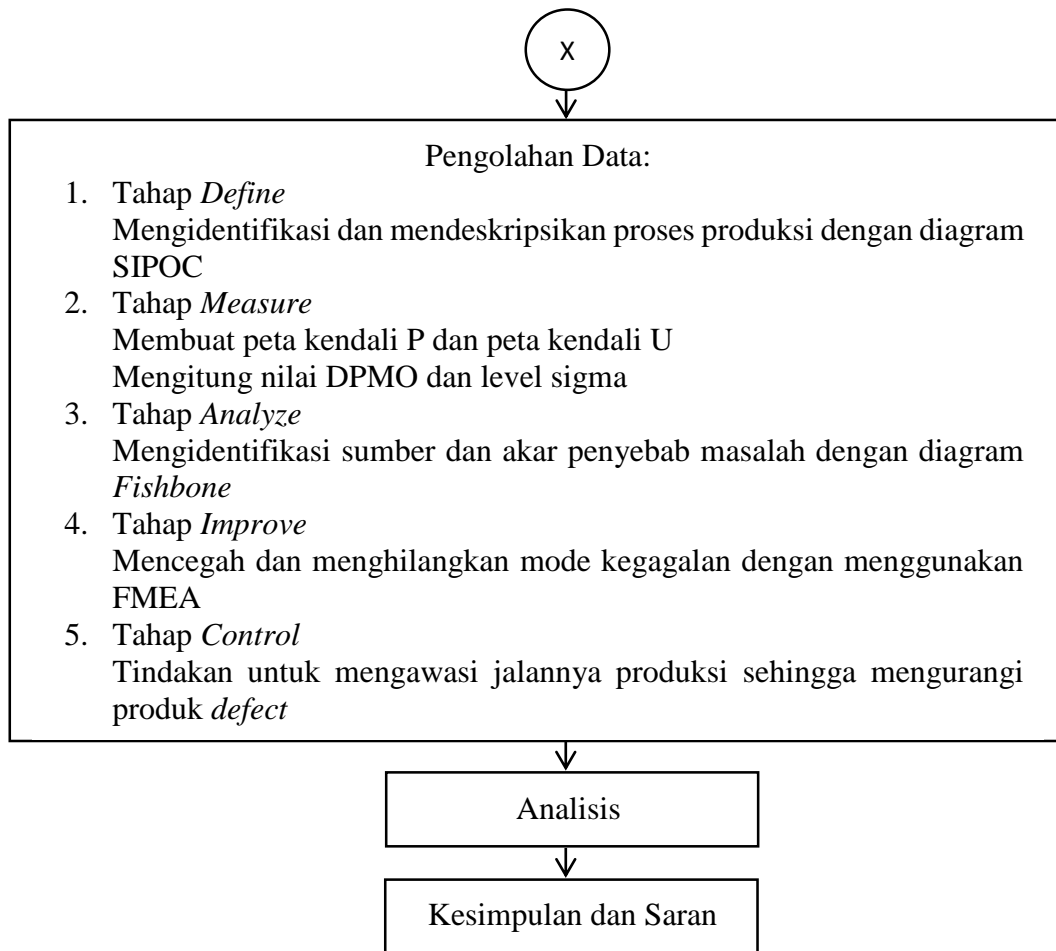 X
Pengolahan Data:
1. Tahap Define
Mengidentifikasi dan mendeskripsikan proses produksi dengan diagram
SIPOC
2. Tahap Measure
Membuat peta kendali P dan peta kendali U
Mengitung nilai DPMO dan level sigma
3. Tahap Analyze
Mengidentifikasi sumber dan akar penyebab masalah dengan diagram
Fishbone
4. Tahap Improve
Mencegah dan menghilangkan mode kegagalan dengan menggunakan
FMEA
5. Tahap Control
Tindakan untuk mengawasi jalannya produksi sehingga mengurangi
produk defect
Analisis
Kesimpulan dan Saran